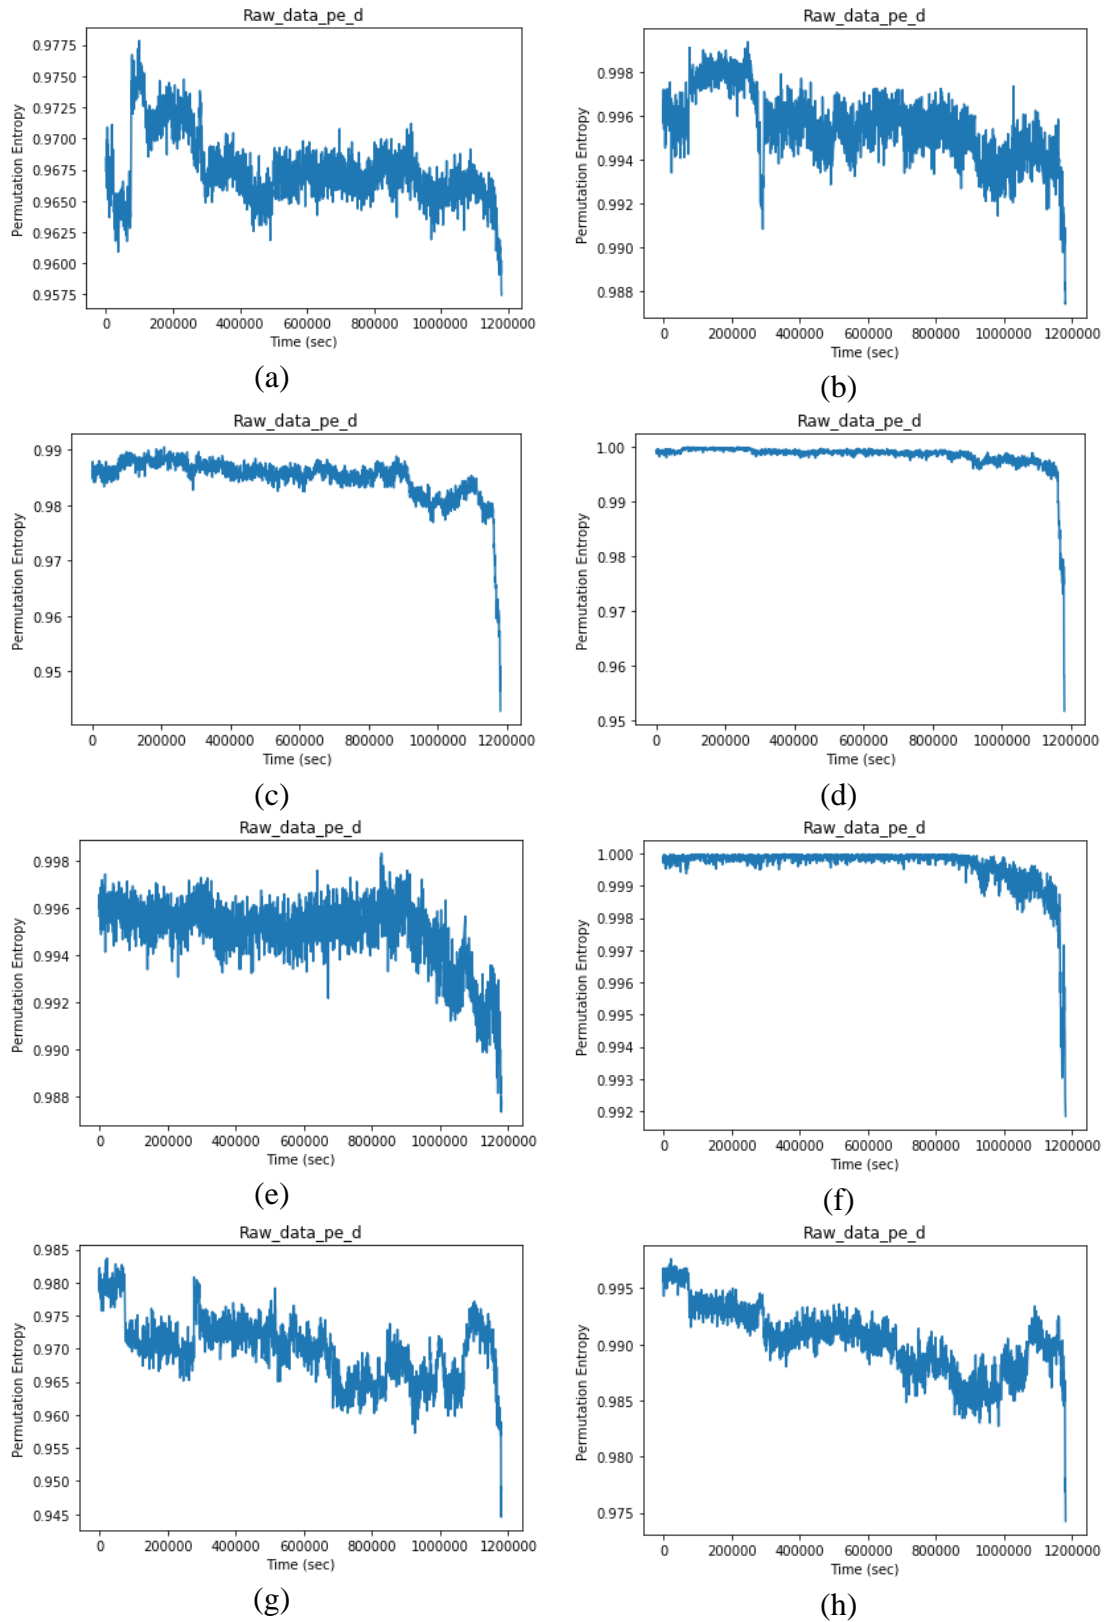 Raw_data_pe_d
Permutation Entropy
0.9775
0.9750
0.9725
0.9700
0.9675
0.9650
0.9625
0.9600
0.9575
0 200000 400000 600000 800000 1000000 1200000
Time (sec)
(a)
Raw_data_pe_d
Permutation Entropy
0.998
0.996
0.994
0.992
0.990
0.988
0 200000 400000 600000 800000 1000000 1200000
Time (sec)
(b)
Raw_data_pe_d
Permutation Entropy
0.99
0.98
0.97
0.96
0.95
0 200000 400000 600000 800000 1000000 1200000
Time (sec)
(c)
Raw_data_pe_d
Permutation Entropy
1.00
0.99
0.98
0.97
0.96
0.95
0 200000 400000 600000 800000 1000000 1200000
Time (sec)
(d)
Raw_data_pe_d
Permutation Entropy
0.998
0.996
0.994
0.992
0.990
0.988
0 200000 400000 600000 800000 1000000 1200000
Time (sec)
(e)
Raw_data_pe_d
Permutation Entropy
1.000
0.999
0.998
0.997
0.996
0.995
0.994
0.993
0.992
0 200000 400000 600000 800000 1000000 1200000
Time (sec)
(f)
Raw_data_pe_d
Permutation Entropy
0.985
0.980
0.975
0.970
0.965
0.960
0.955
0.950
0.945
0 200000 400000 600000 800000 1000000 1200000
Time (sec)
(g)
Raw_data_pe_d
Permutation Entropy
0.995
0.990
0.985
0.980
0.975
0 200000 400000 600000 800000 1000000 1200000
Time (sec)
(h)